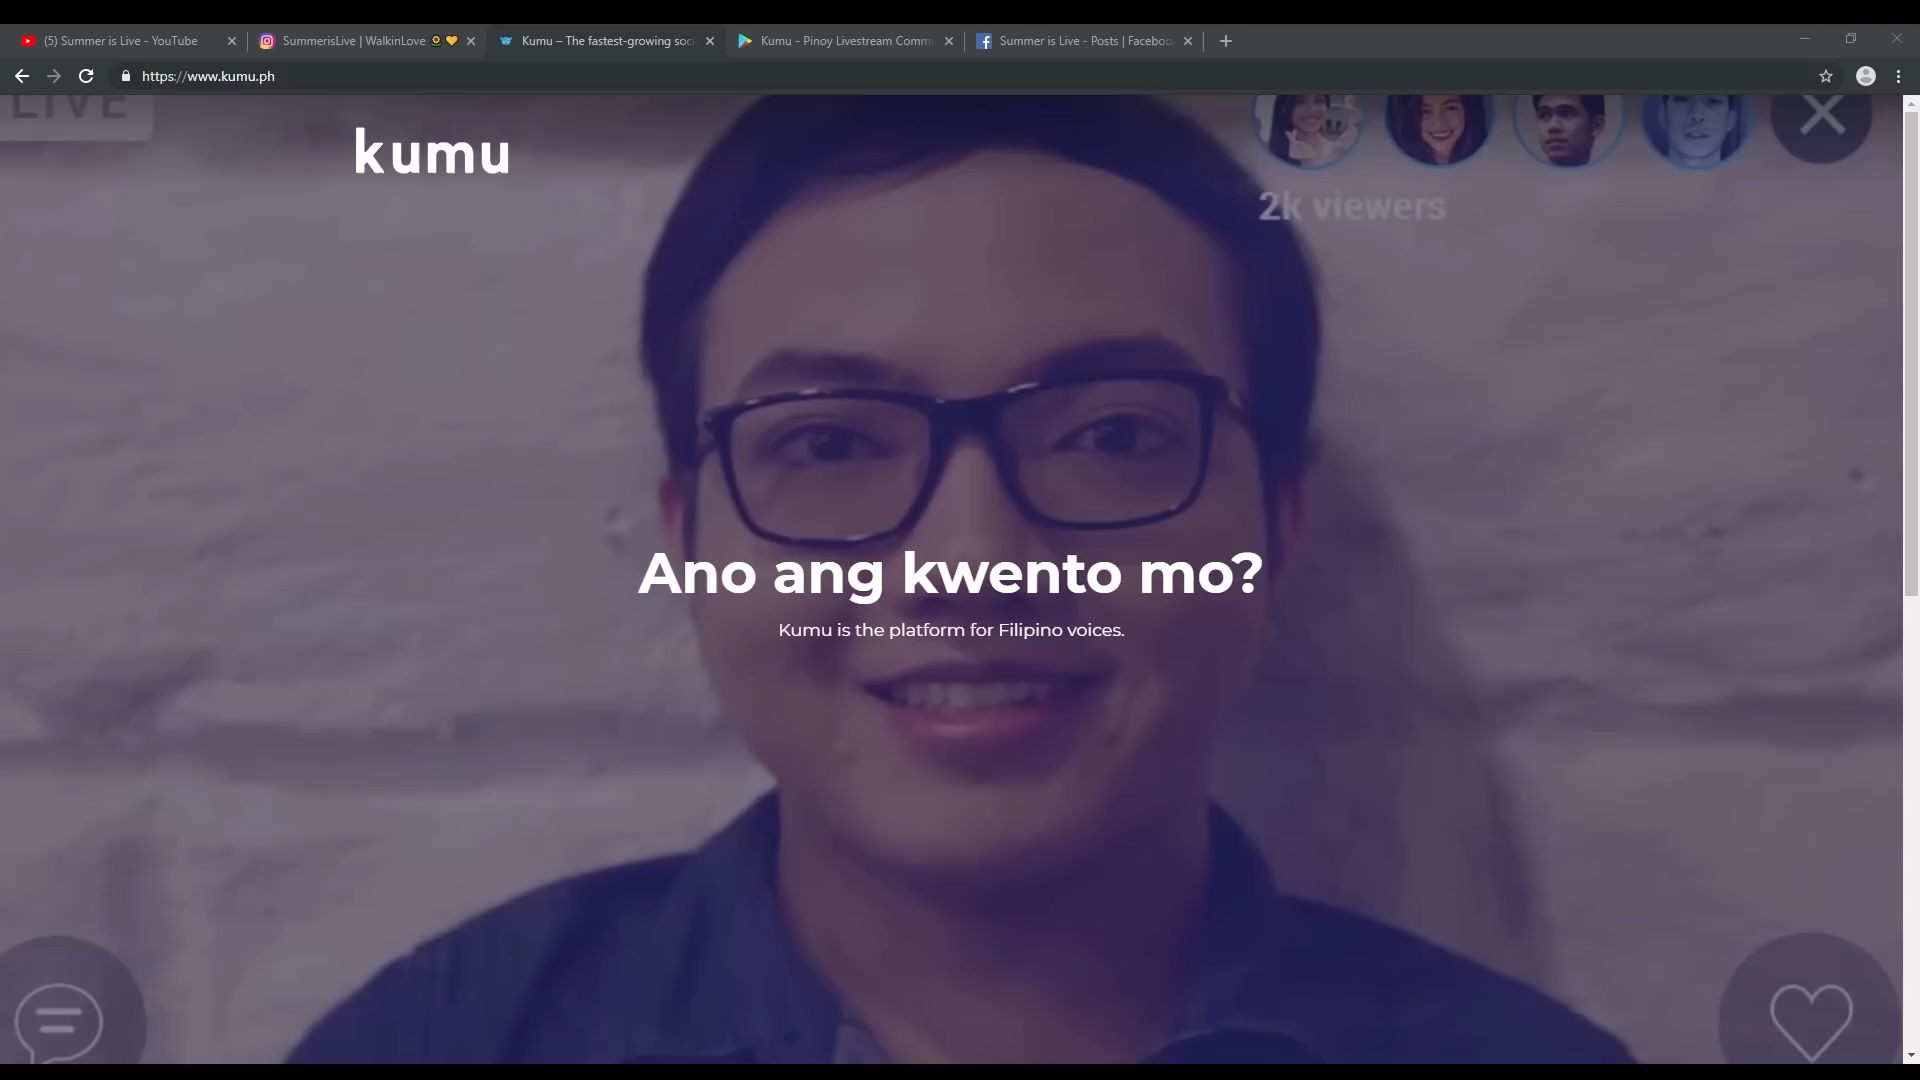 (5) Summer is Live - YouTube
SummerisLive | WalkinLove 🌻💛
Kumu – The fastest-growing soci
Kumu - Pinoy Livestream Commu
Summer is Live - Posts | Faceboo
https://www.kumu.ph
LIVE
kumu
2k viewers
Ano ang kwento mo?
Kumu is the platform for Filipino voices.